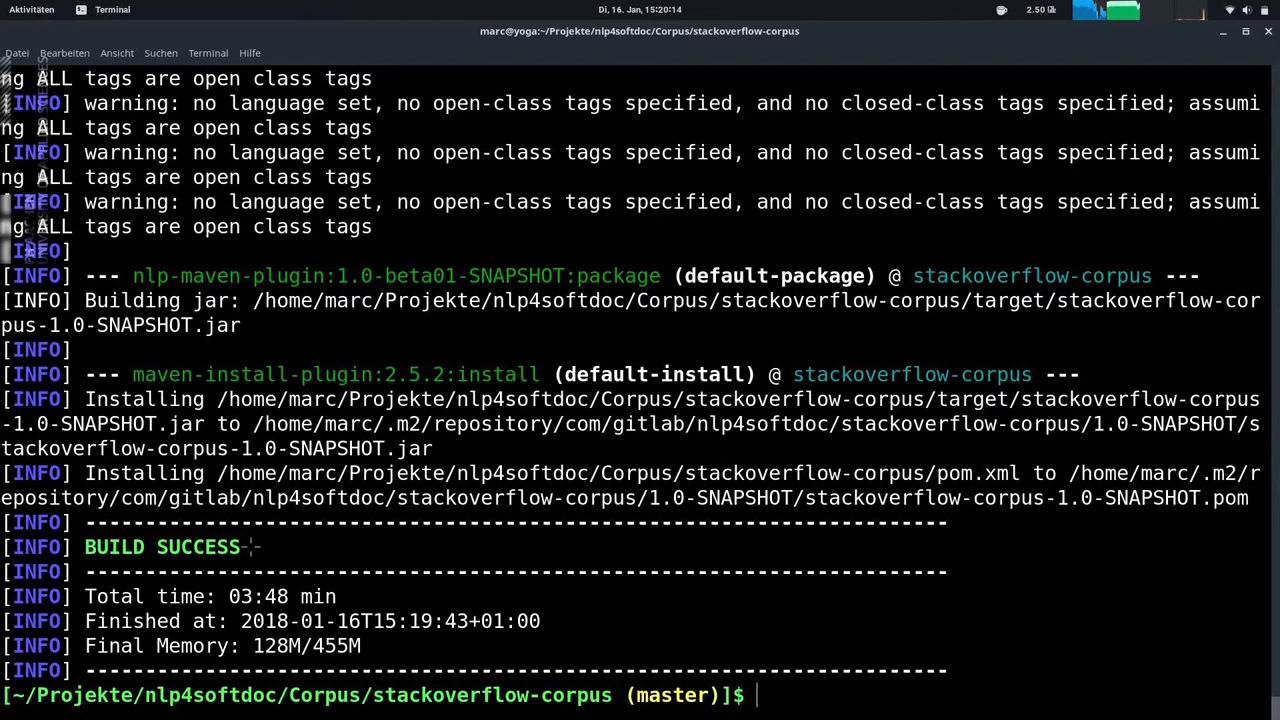 Aktivitäten Terminal Di, 16. Jan, 15:20:14 2.50
marc@yoga:~/Projekte/nlp4softdoc/Corpus/stackoverflow-corpus
Datei Bearbeiten Ansicht Suchen Terminal Hilfe
ng ALL tags are open class tags
[INFO] warning: no language set, no open-class tags specified, and no closed-class tags specified; assumi
ng ALL tags are open class tags
[INFO] warning: no language set, no open-class tags specified, and no closed-class tags specified; assumi
ng ALL tags are open class tags
[INFO] warning: no language set, no open-class tags specified, and no closed-class tags specified; assumi
ng ALL tags are open class tags
[INFO]
[INFO] --- nlp-maven-plugin:1.0-beta01-SNAPSHOT:package (default-package) @ stackoverflow-corpus ---
[INFO] Building jar: /home/marc/Projekte/nlp4softdoc/Corpus/stackoverflow-corpus/target/stackoverflow-cor
pus-1.0-SNAPSHOT.jar
[INFO]
[INFO] --- maven-install-plugin:2.5.2:install (default-install) @ stackoverflow-corpus ---
[INFO] Installing /home/marc/Projekte/nlp4softdoc/Corpus/stackoverflow-corpus/target/stackoverflow-corpus
-1.0-SNAPSHOT.jar to /home/marc/.m2/repository/com/gitlab/nlp4softdoc/stackoverflow-corpus/1.0-SNAPSHOT/s
tackoverflow-corpus-1.0-SNAPSHOT.jar
[INFO] Installing /home/marc/Projekte/nlp4softdoc/Corpus/stackoverflow-corpus/pom.xml to /home/marc/.m2/r
epository/com/gitlab/nlp4softdoc/stackoverflow-corpus/1.0-SNAPSHOT/stackoverflow-corpus-1.0-SNAPSHOT.pom
[INFO] ------------------------------------------------------------------------
[INFO] BUILD SUCCESS
[INFO] ------------------------------------------------------------------------
[INFO] Total time: 03:48 min
[INFO] Finished at: 2018-01-16T15:19:43+01:00
[INFO] Final Memory: 128M/455M
[INFO] ------------------------------------------------------------------------
[~/Projekte/nlp4softdoc/Corpus/stackoverflow-corpus (master)]$